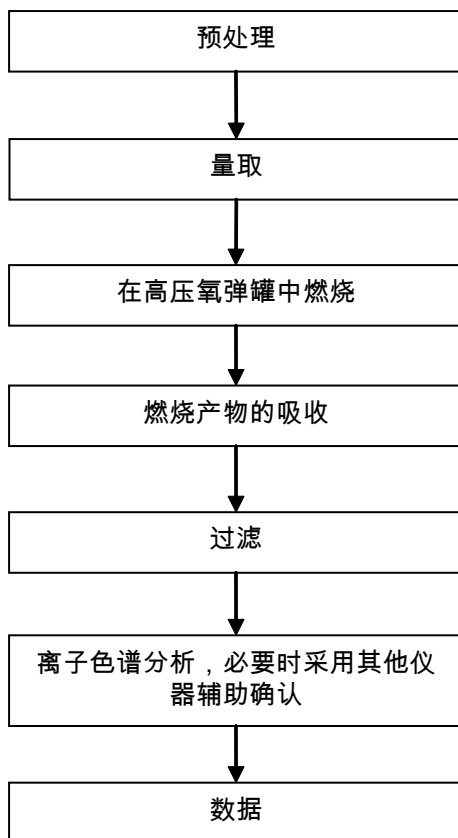 预处理
量取
在高压氧弹罐中燃烧
燃烧产物的吸收
过滤
离子色谱分析，必要时采用其他仪
器辅助确认
数据